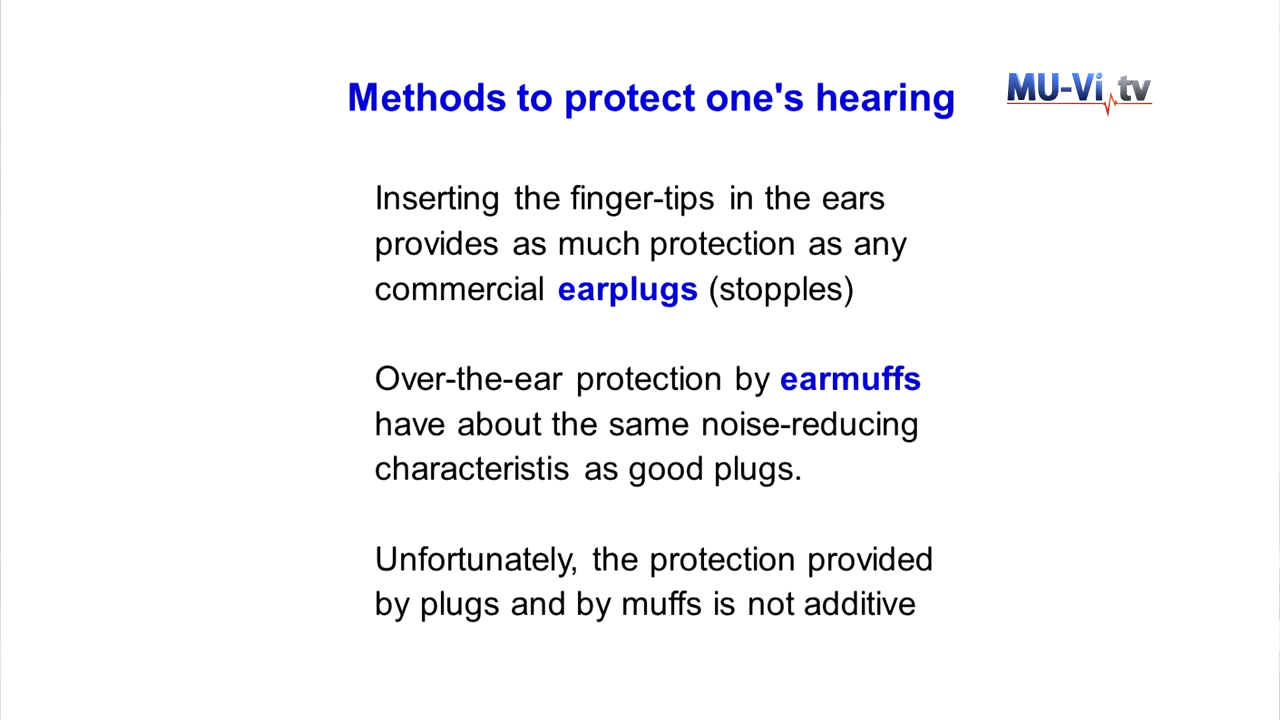 Methods to protect one's hearing
MU-Vi.tv
Inserting the finger-tips in the ears
provides as much protection as any
commercial earplugs (stopples)
Over-the-ear protection by earmuffs
have about the same noise-reducing
characteristis as good plugs.
Unfortunately, the protection provided
by plugs and by muffs is not additive